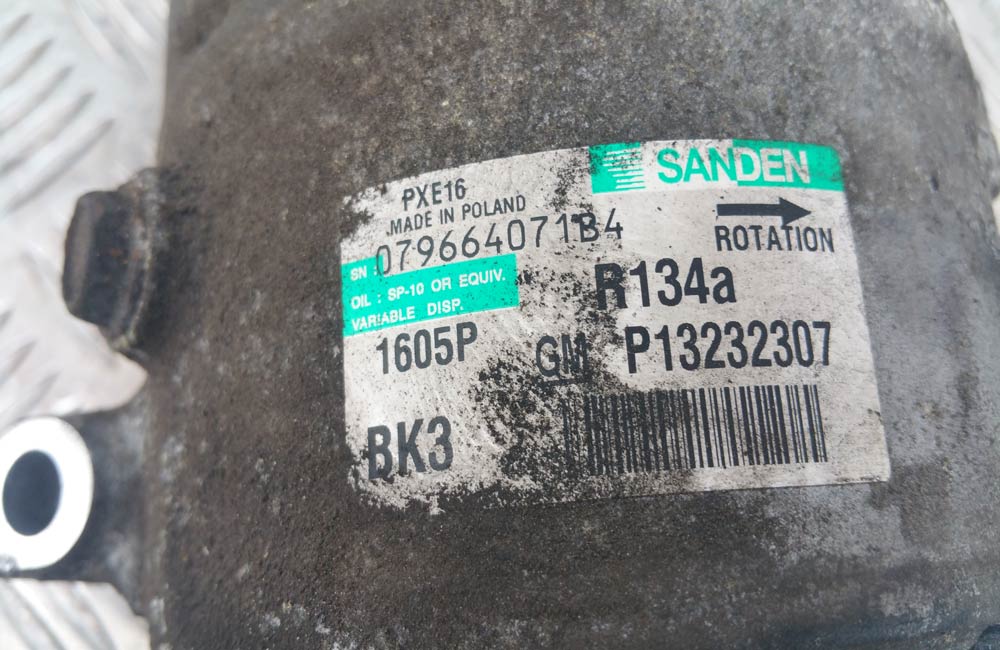 SANDEN
PXE16
MADE IN POLAND
SN : 07966407134
ROTATION
OIL : SP-10 OR EQUIV.
VARIABLE DISP.
R134a
1605P
GM P13232307
BK3